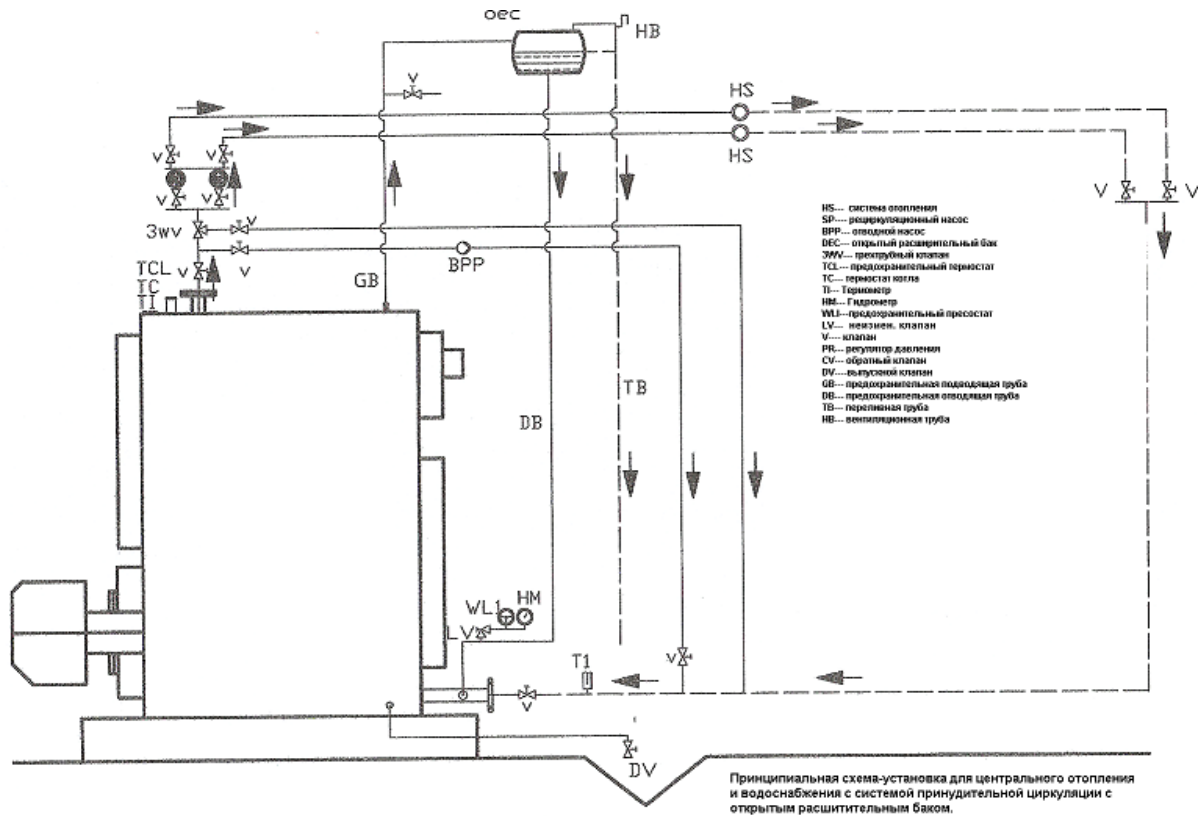 oec
HB
V
HS
HS
V
V
V
V
V
V
3wv
V
BPP
V
V
TCL
TC
TI
GB
TB
DB
WL1
HM
LV
T1
V
V
DV
HS--- система отопления
SP---- рециркуляционный насос
BPP--- отводной насос
DEC--- открытый расширительный бак
3WV--- трехтрубный клапан
TCL---предохранительный термостат
TC--- термостат котла
TI--- Термометр
HM--- Гидрометр
WLI---предохранительный пресостат
LV--- неизмен. клапан
V---- клапан
PR--- регулятор давления
CV--- обратный клапан
DV----выпускной клапан
GB--- предохранительная подводящая труба
DB--- предохранительная отводящая труба
TB--- переливная труба
HB--- вентиляционная труба
Принципиальная схема-установка для центрального отопления
и водоснабжения с системой принудительной циркуляции с
открытым расшитительным баком.